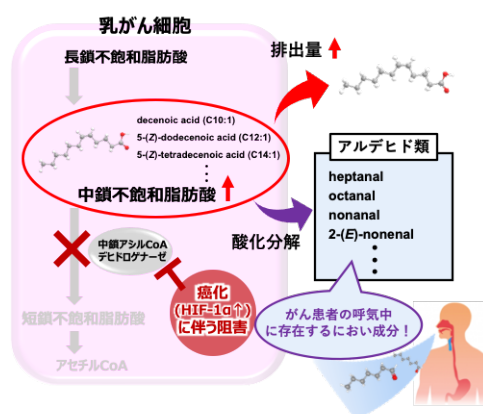 乳がん細胞
長鎖不飽和脂肪酸
排出量
decenoic acid (C10:1)
5-(Z)-dodecenoic acid (C12:1)
5-(Z)-tetradecenoic acid (C14:1)
中鎖不飽和脂肪酸
アルデヒド類
heptanal
octanal
nonanal
2-(E)-nonenal
酸化分解
中鎖アシルCoA
デヒドロゲナーゼ
癌化
(HIF-1α↑)
に伴う阻害
短鎖不飽和脂肪酸
アセチルCoA
がん患者の呼気中
に存在するにおい成分！